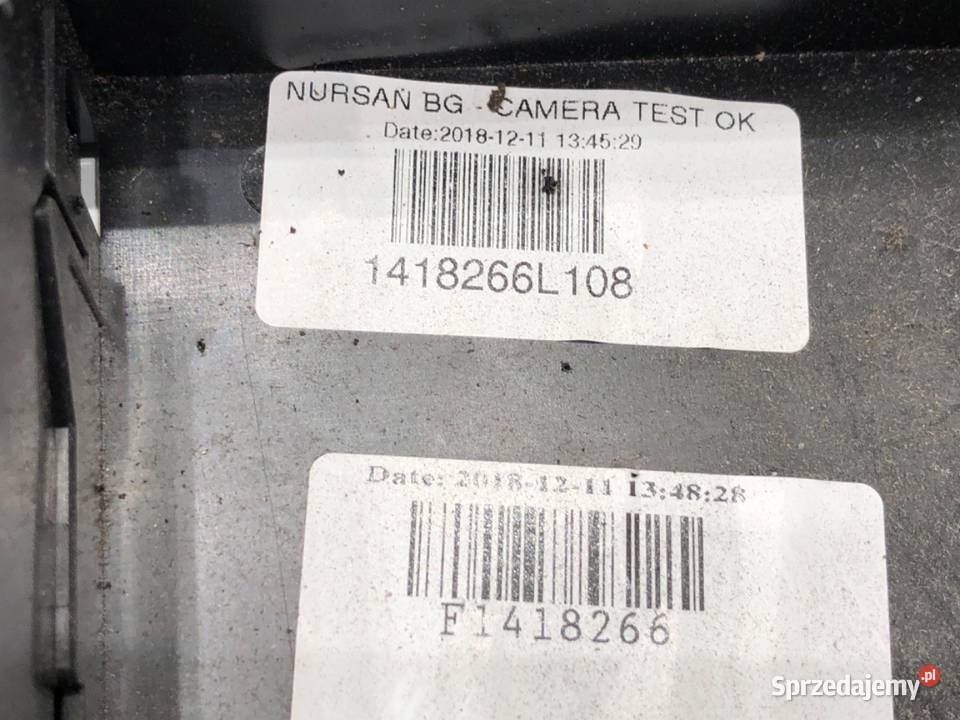 NURSAN BG - CAMERA TEST OK
Date:2018-12-11 13:45:29
1418266L108
Date: 2018-12-11 13:48:28
F1418266
Sprzedajemy.pl